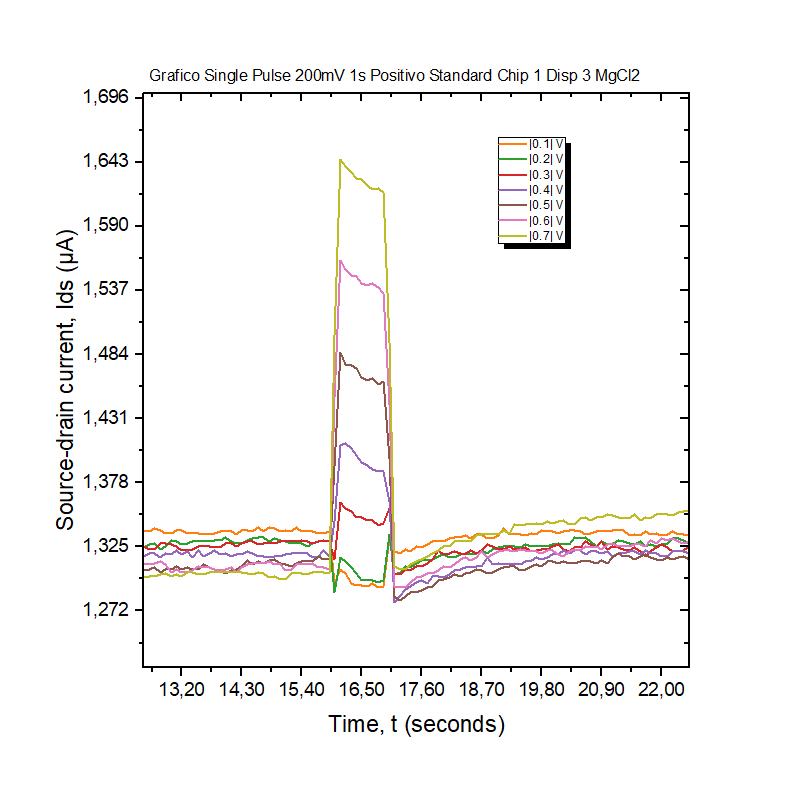 Grafico Single Pulse 200mV 1s Positivo Standard Chip 1 Disp 3 MgCl2
1,696
1,643
1,590
1,537
1,484
1,431
1,378
1,325
1,272
Source-drain current, Ids (µA)
|0.1| V
|0.2| V
|0.3| V
|0.4| V
|0.5| V
|0.6| V
|0.7| V
13,20 14,30 15,40 16,50 17,60 18,70 19,80 20,90 22,00
Time, t (seconds)